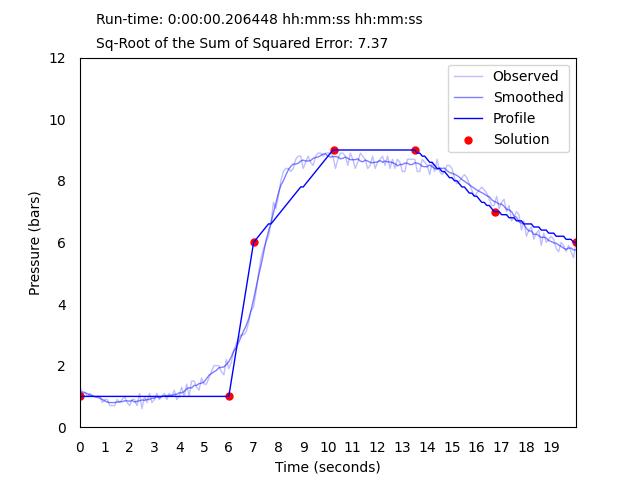 Run-time: 0:00:00.206448 hh:mm:ss hh:mm:ss
Sq-Root of the Sum of Squared Error: 7.37
Observed
Smoothed
Profile
Solution
Pressure (bars)
12
10
8
6
4
2
0
0 1 2 3 4 5 6 7 8 9 10 11 12 13 14 15 16 17 18 19
Time (seconds)